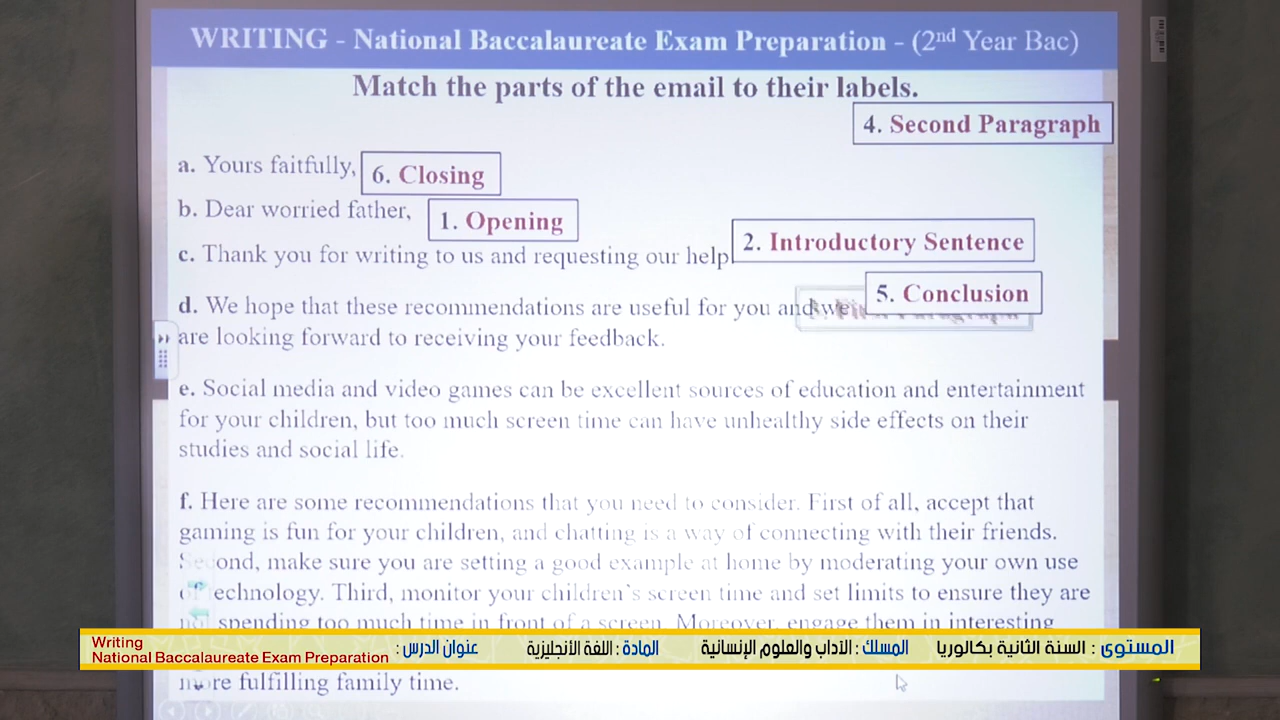 WRITING - National Baccalaureate Exam Preparation - (2nd Year Bac)
Match the parts of the email to their labels.
4. Second Paragraph
a. Yours faithfully, 6. Closing
b. Dear worried father, 1. Opening
c. Thank you for writing to us and requesting our help 2. Introductory Sentence
5. Conclusion
d. We hope that these recommendations are useful for you and we
are looking forward to receiving your feedback.
e. Social media and video games can be excellent sources of education and entertainment
for your children, but too much screen time can have unhealthy side effects on their
studies and social life.
f. Here are some recommendations that you need to consider. First of all, accept that
gaming is fun for your children, and chatting is a way of connecting with their friends.
Second, make sure you are setting a good example at home by moderating your own use
of technology. Third, monitor your children`s screen time and set limits to ensure they are
not spending too much time in front of a screen. Moreover, engage them in interesting
المستوى : السنة الثانية بكالوريا المسلك : الآداب والعلوم الإنسانية المادة : اللغة الأنجليزية عنوان الدرس :
Writing
National Baccalaureate Exam Preparation
more fulfilling family time.